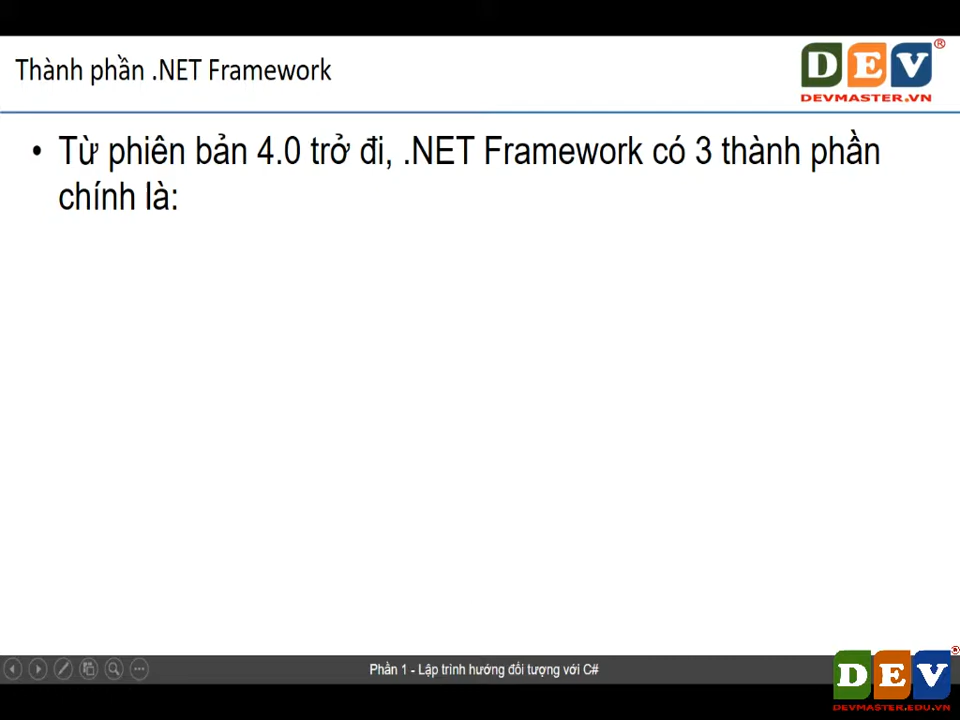 Thành phần .NET Framework
DEV®
DEVMASTER.VN
• Từ phiên bản 4.0 trở đi, .NET Framework có 3 thành phần
chính là:
Phần 1 - Lập trình hướng đối tượng với C#
DEV®
DEVMASTER.EDU.VN